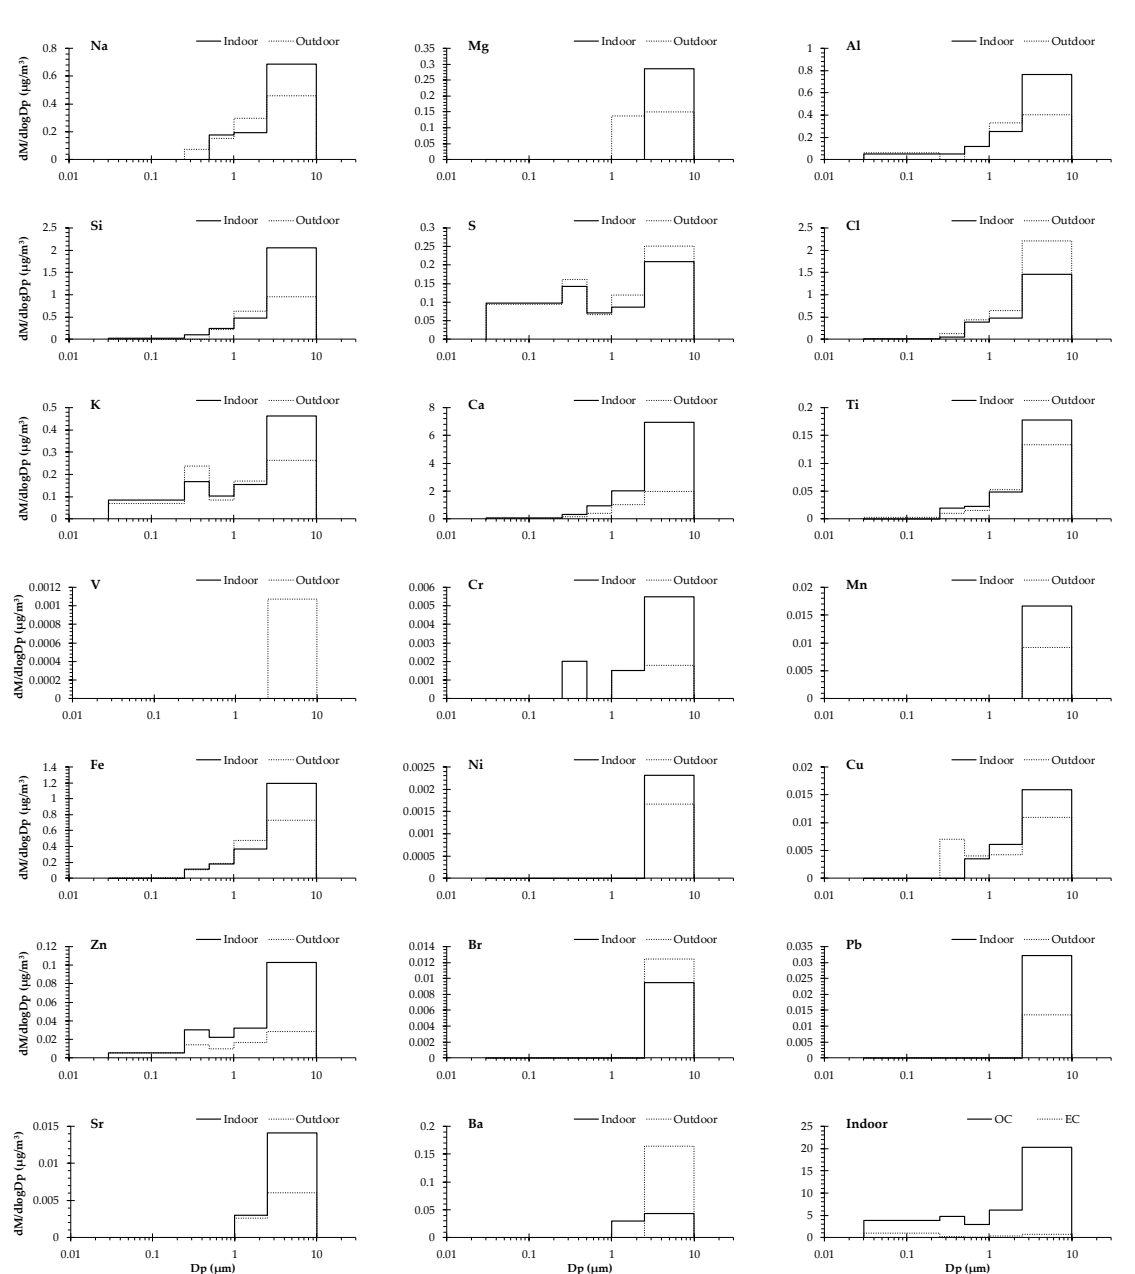 Na Indoor Outdoor
Mg Indoor Outdoor
Al Indoor Outdoor
dM/dlogDp (µg/m³)
0.8
0.6
0.4
0.2
0
0.01 0.1 1 10
0.35
0.3
0.25
0.2
0.15
0.1
0.05
0
0.01 0.1 1 10
1
0.8
0.6
0.4
0.2
0
0.01 0.1 1 10
Si Indoor Outdoor
S Indoor Outdoor
Cl Indoor Outdoor
dM/dlogDp (µg/m³)
2.5
2
1.5
1
0.5
0
0.01 0.1 1 10
0.3
0.25
0.2
0.15
0.1
0.05
0
0.01 0.1 1 10
2.5
2
1.5
1
0.5
0
0.01 0.1 1 10
K Indoor Outdoor
Ca Indoor Outdoor
Ti Indoor Outdoor
dM/dlogDp (µg/m³)
0.5
0.4
0.3
0.2
0.1
0
0.01 0.1 1 10
8
6
4
2
0
0.01 0.1 1 10
0.2
0.15
0.1
0.05
0
0.01 0.1 1 10
V Indoor Outdoor
Cr Indoor Outdoor
Mn Indoor Outdoor
dM/dlogDp (µg/m³)
0.0012
0.001
0.0008
0.0006
0.0004
0.0002
0
0.01 0.1 1 10
0.006
0.005
0.004
0.003
0.002
0.001
0
0.01 0.1 1 10
0.02
0.015
0.01
0.005
0
0.01 0.1 1 10
Fe Indoor Outdoor
Ni Indoor Outdoor
Cu Indoor Outdoor
dM/dlogDp (µg/m³)
1.4
1.2
1
0.8
0.6
0.4
0.2
0
0.01 0.1 1 10
0.0025
0.002
0.0015
0.001
0.0005
0
0.01 0.1 1 10
0.02
0.015
0.01
0.005
0
0.01 0.1 1 10
Zn Indoor Outdoor
Br Indoor Outdoor
Pb Indoor Outdoor
dM/dlogDp (µg/m³)
0.12
0.1
0.08
0.06
0.04
0.02
0
0.01 0.1 1 10
0.014
0.012
0.01
0.008
0.006
0.004
0.002
0
0.01 0.1 1 10
0.035
0.03
0.025
0.02
0.015
0.01
0.005
0
0.01 0.1 1 10
Sr Indoor Outdoor
Ba Indoor Outdoor
Indoor OC EC
dM/dlogDp (µg/m³)
0.015
0.01
0.005
0
0.01 0.1 1 10
Dp (µm)
0.2
0.15
0.1
0.05
0
0.01 0.1 1 10
Dp (µm)
25
20
15
10
5
0
0.01 0.1 1 10
Dp (µm)